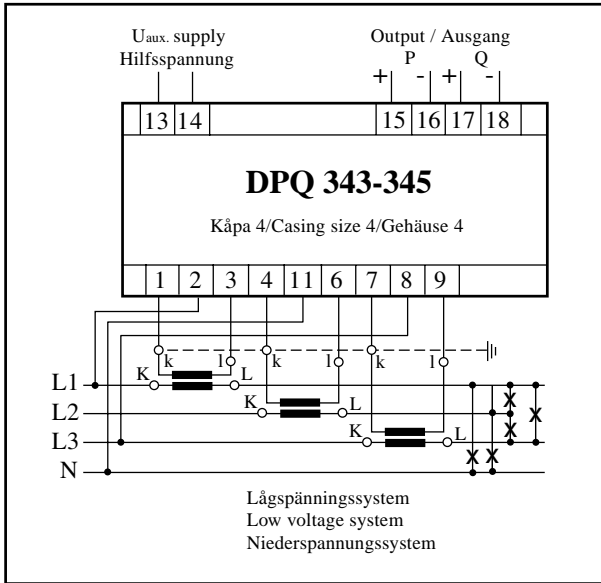 Uaux. supply Output / Ausgang
Hilfsspannung P Q
+ - + -
13 14 15 16 17 18
DPQ 343-345
Kåpa 4/Casing size 4/Gehäuse 4
1 2 3 4 11 6 7 8 9
k l k l k l
L1 K L
L2 K L
L3 K L
N
X X X X X
Lågspänningssystem
Low voltage system
Niederspannungssystem